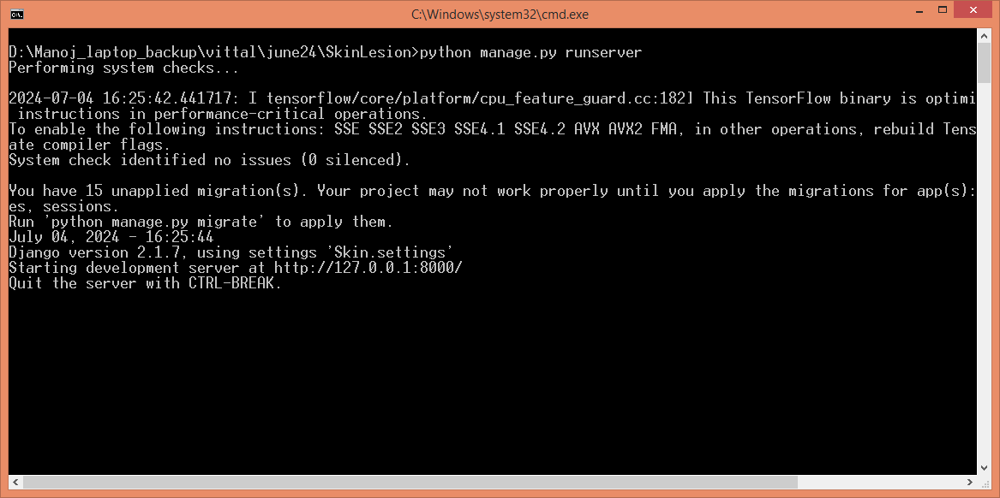 C:\Windows\system32\cmd.exe
D:\Manoj_laptop_backup\vittal\june24\SkinLesion>python manage.py runserver
Performing system checks...
2024-07-04 16:25:42.441717: I tensorflow/core/platform/cpu_feature_guard.cc:182] This TensorFlow binary is optimi
instructions in performance-critical operations.
To enable the following instructions: SSE SSE2 SSE3 SSE4.1 SSE4.2 AVX AVX2 FMA, in other operations, rebuild Tens
ate compiler flags.
System check identified no issues (0 silenced).
You have 15 unapplied migration(s). Your project may not work properly until you apply the migrations for app(s):
es, sessions.
Run 'python manage.py migrate' to apply them.
July 04, 2024 - 16:25:44
Django version 2.1.7, using settings 'Skin.settings'
Starting development server at http://127.0.0.1:8000/
Quit the server with CTRL-BREAK.